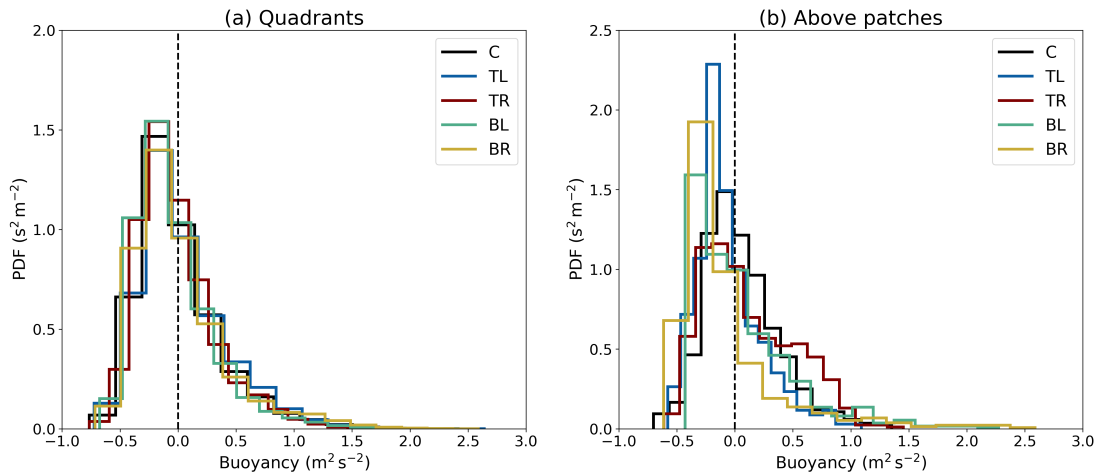 (a) Quadrants
PDF (s² m⁻²)
2.0
1.5
1.0
0.5
0.0
−1.0 −0.5 0.0 0.5 1.0 1.5 2.0 2.5 3.0
Buoyancy (m² s⁻²)
C
TL
TR
BL
BR
(b) Above patches
PDF (s² m⁻²)
2.5
2.0
1.5
1.0
0.5
0.0
−1.0 −0.5 0.0 0.5 1.0 1.5 2.0 2.5 3.0
Buoyancy (m² s⁻²)
C
TL
TR
BL
BR